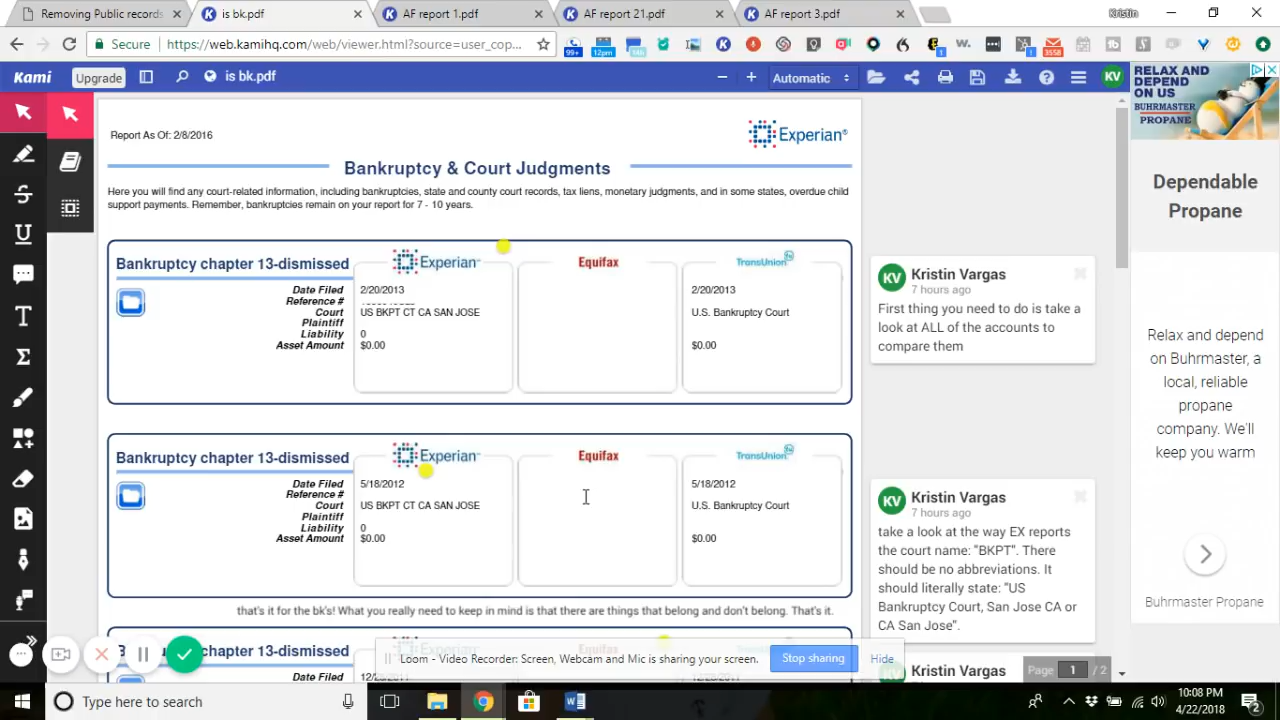 Removing Public records
is bk.pdf
AF report 1.pdf
AF report 21.pdf
AF report 3.pdf
Kristin
Secure
https://web.kamihq.com/web/viewer.html?source=user_cop...
99+
12pm
3558
Kami
Upgrade
is bk.pdf
Automatic
KV
Report As Of: 2/8/2016
Experian
Bankruptcy & Court Judgments
Here you will find any court-related information, including bankruptcies, state and county court records, tax liens, monetary judgments, and in some states, overdue child
support payments. Remember, bankruptcies remain on your report for 7 - 10 years.
Bankruptcy chapter 13-dismissed
Experian
Equifax
TransUnion
Date Filed 2/20/2013 2/20/2013
Reference #
Court US BKPT CT CA SAN JOSE U.S. Bankruptcy Court
Plaintiff
Liability 0
Asset Amount $0.00 $0.00
Bankruptcy chapter 13-dismissed
Experian
Equifax
TransUnion
Date Filed 5/18/2012 5/18/2012
Reference #
Court US BKPT CT CA SAN JOSE U.S. Bankruptcy Court
Plaintiff
Liability 0
Asset Amount $0.00 $0.00
that's it for the bk's! What you really need to keep in mind is that there are things that belong and don't belong. That's it.
Bankruptcy chapter 13-dismissed
Equifax
Date Filed
KV Kristin Vargas
7 hours ago
First thing you need to do is take a
look at ALL of the accounts to
compare them
KV Kristin Vargas
7 hours ago
take a look at the way EX reports
the court name: "BKPT". There
should be no abbreviations. It
should literally state: "US
Bankruptcy Court, San Jose CA or
CA San Jose".
Kristin Vargas
Page 1 / 2
RELAX AND
DEPEND
ON US
BUHRMASTER
PROPANE
Dependable
Propane
Relax and depend
on Buhrmaster, a
local, reliable
propane
company. We'll
keep you warm
Buhrmaster Propane
Loom - Video Recorder: Screen, Webcam and Mic is sharing your screen.
Stop sharing
Hide
Type here to search
10:08 PM
4/22/2018
2